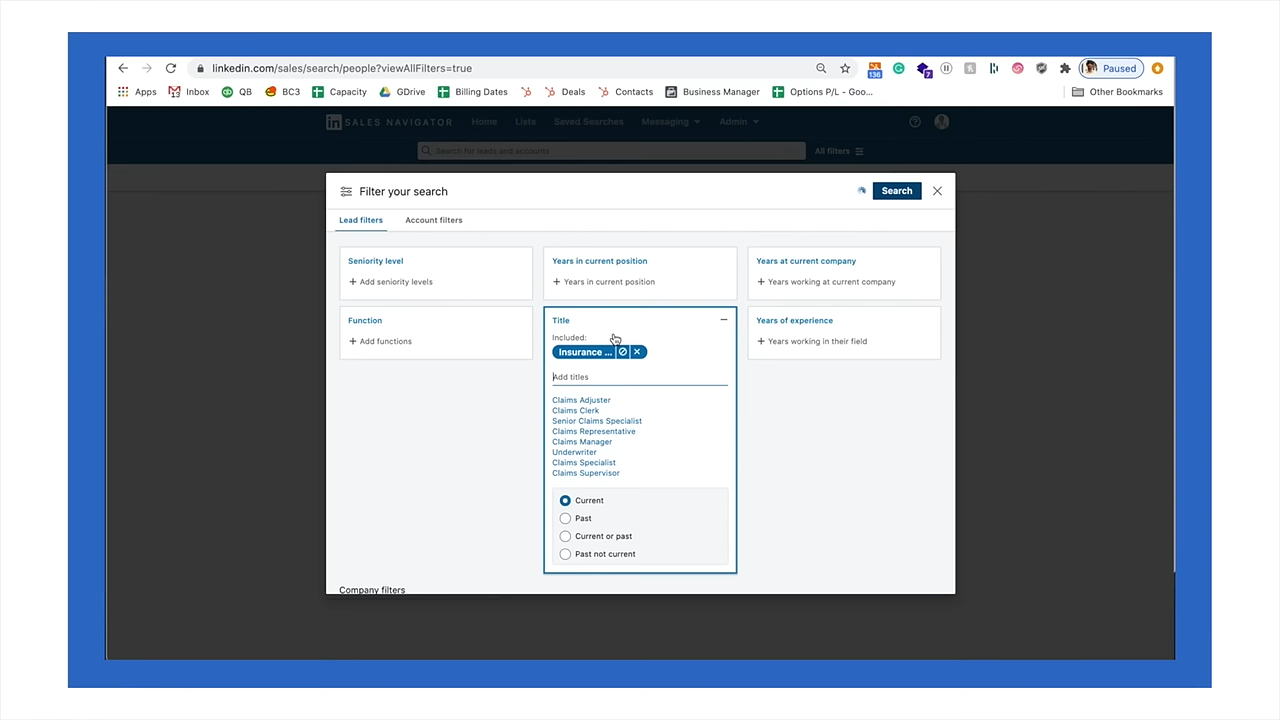 linkedin.com/sales/search/people?viewAllFilters=true
136
7
Paused
Apps
Inbox
QB
BC3
Capacity
GDrive
Billing Dates
Deals
Contacts
Business Manager
Options P/L - Goo...
Other Bookmarks
in SALES NAVIGATOR
Home
Lists
Saved Searches
Messaging
Admin
Search for leads and accounts
All filters
Filter your search
Search
Lead filters
Account filters
Seniority level
+ Add seniority levels
Years in current position
+ Years in current position
Years at current company
+ Years working at current company
Function
+ Add functions
Title
Included:
Insurance ...
Add titles
Claims Adjuster
Claims Clerk
Senior Claims Specialist
Claims Representative
Claims Manager
Underwriter
Claims Specialist
Claims Supervisor
Current
Past
Current or past
Past not current
Years of experience
+ Years working in their field
Company filters